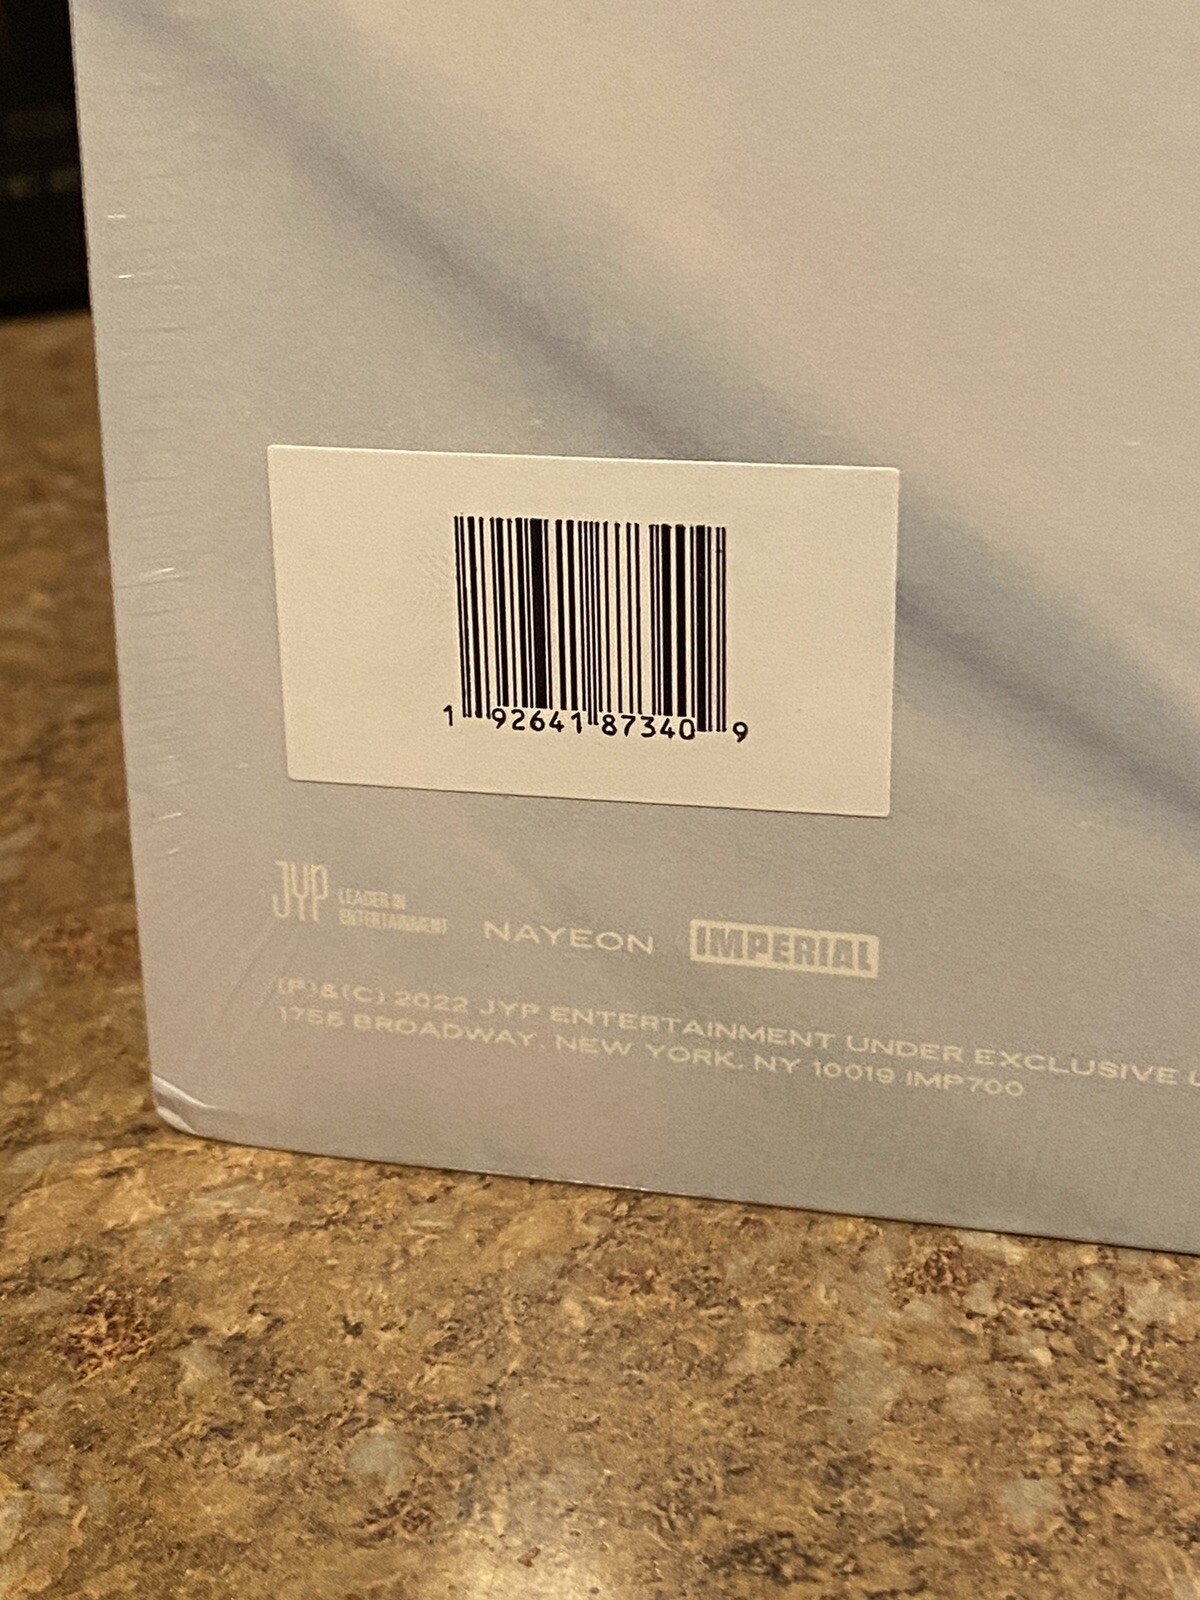 1 92641 87340 9
JYP LEADER IN
ENTERTAINMENT
NAYEON
IMPERIAL
(P)&(C) 2022 JYP ENTERTAINMENT UNDER EXCLUSIVE
1755 BROADWAY, NEW YORK, NY 10019 IMP700